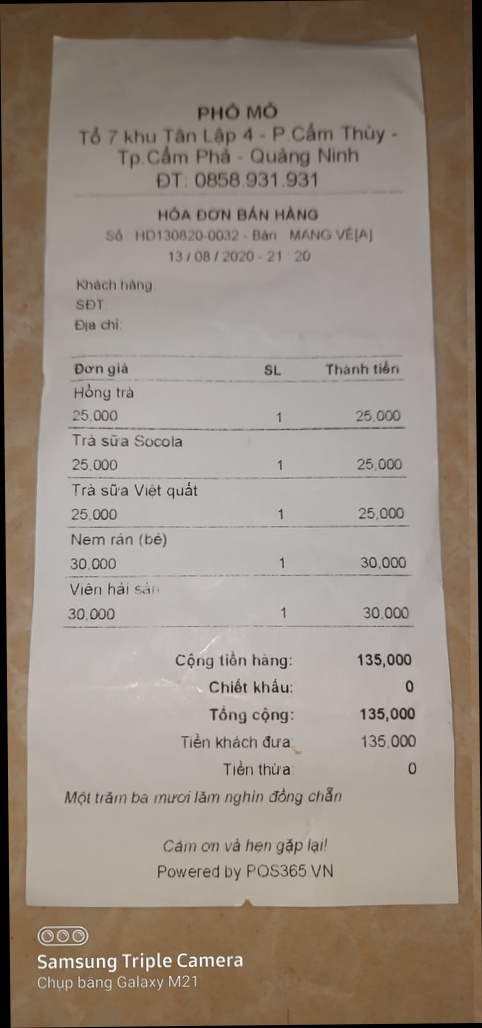 PHÔ MÔ
Tổ 7 khu Tân Lập 4 - P.Cẩm Thủy -
Tp.Cẩm Phả - Quảng Ninh
ĐT: 0858.931.931
HÓA ĐƠN BÁN HÀNG
Số : HD130820-0032 - Bàn : MANG VỀ[A]
13 / 08 / 2020 - 21 : 20
Khách hàng:
SĐT:
Địa chỉ:
Đơn giá SL Thành tiền
Hồng trà
25,000 1 25,000
Trà sữa Socola
25,000 1 25,000
Trà sữa Việt quất
25,000 1 25,000
Nem rán (bé)
30,000 1 30,000
Viên hải sản
30,000 1 30,000
Cộng tiền hàng: 135,000
Chiết khấu: 0
Tổng cộng: 135,000
Tiền khách đưa: 135,000
Tiền thừa: 0
Một trăm ba mươi lăm nghìn đồng chẵn
Cám ơn và hẹn gặp lại!
Powered by POS365.VN
Samsung Triple Camera
Chụp bằng Galaxy M21